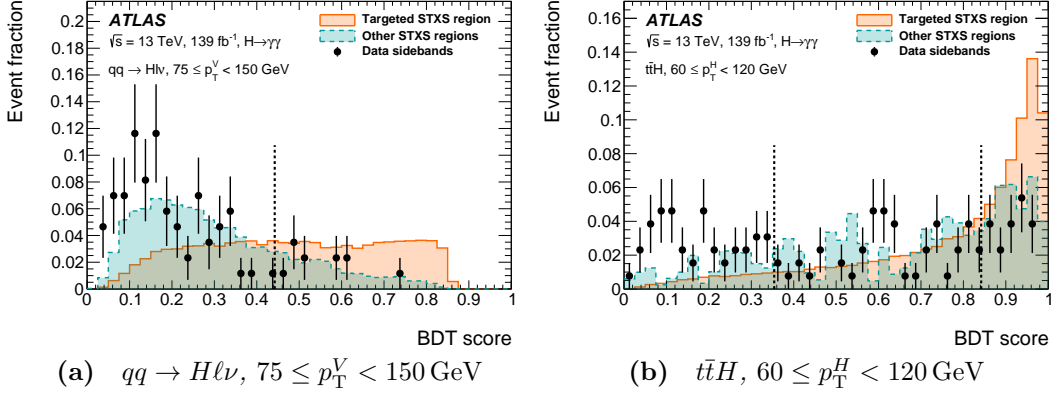 ATLAS
√s = 13 TeV, 139 fb⁻¹, H→γγ
qq → Hlν, 75 ≤ p_T^V < 150 GeV
Targeted STXS region
Other STXS regions
Data sidebands
Event fraction
0.2
0.18
0.16
0.14
0.12
0.1
0.08
0.06
0.04
0.02
0
0 0.1 0.2 0.3 0.4 0.5 0.6 0.7 0.8 0.9 1
BDT score
(a) qq → Hℓν, 75 ≤ p_T^V < 150 GeV
ATLAS
√s = 13 TeV, 139 fb⁻¹, H→γγ
tt̄H, 60 ≤ p_T^H < 120 GeV
Targeted STXS region
Other STXS regions
Data sidebands
Event fraction
0.16
0.14
0.12
0.1
0.08
0.06
0.04
0.02
0
0 0.1 0.2 0.3 0.4 0.5 0.6 0.7 0.8 0.9 1
BDT score
(b) tt̄H, 60 ≤ p_T^H < 120 GeV